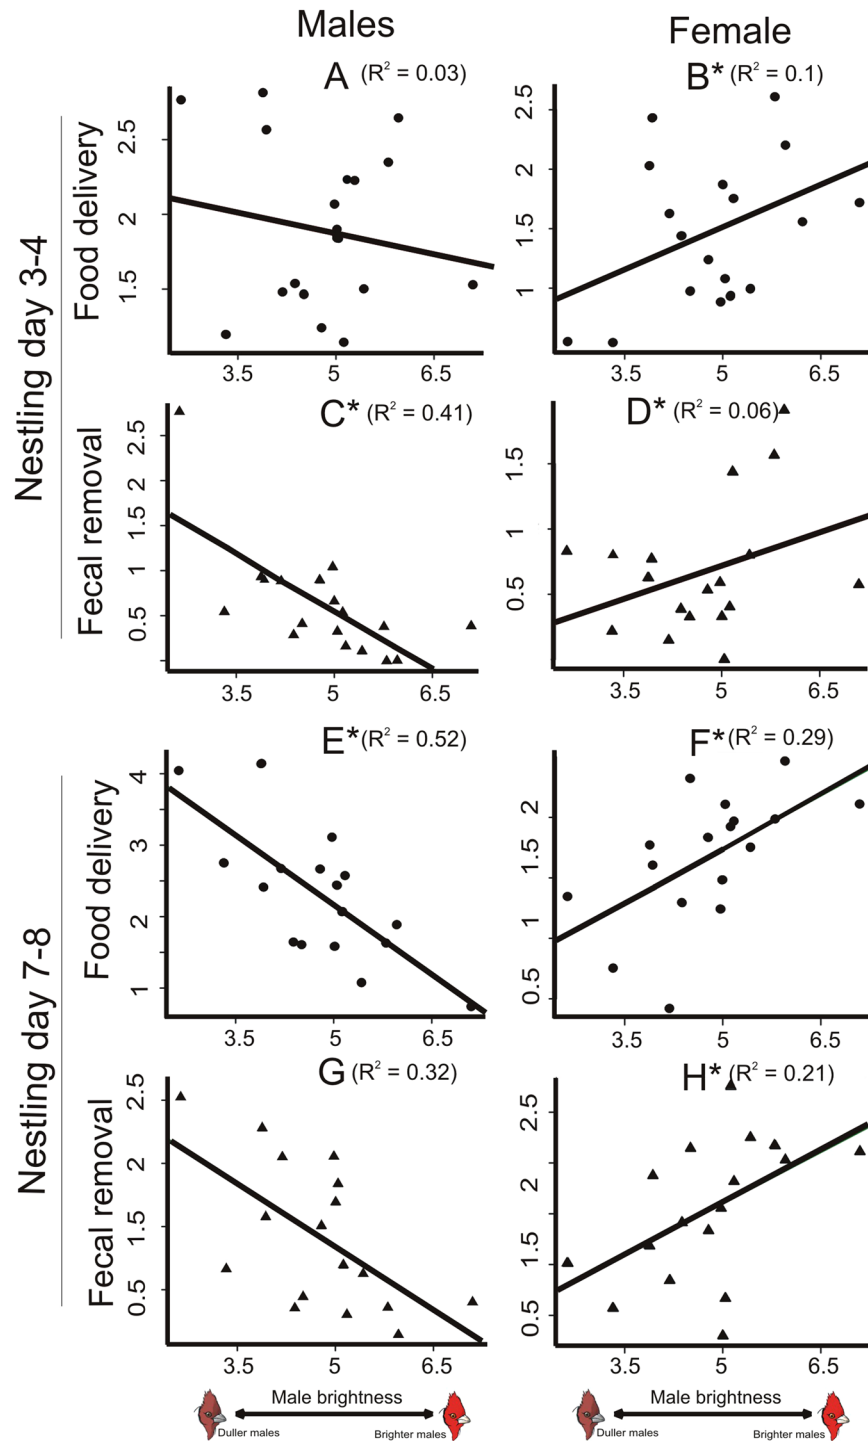 Males
Female
A (R² = 0.03)
B* (R² = 0.1)
Nestling day 3-4
Food delivery
2.5
2
1.5
3.5
5
6.5
2.5
2
1.5
1
3.5
5
6.5
C* (R² = 0.41)
D* (R² = 0.06)
Fecal removal
2.5
2
1.5
1
0.5
3.5
5
6.5
1.5
1
0.5
3.5
5
6.5
E* (R² = 0.52)
F* (R² = 0.29)
Nestling day 7-8
Food delivery
4
3
2
1
3.5
5
6.5
2
1.5
1
0.5
3.5
5
6.5
G (R² = 0.32)
H* (R² = 0.21)
Fecal removal
2.5
2
1.5
0.5
3.5
5
6.5
2.5
2
1.5
0.5
3.5
5
6.5
Male brightness
Duller males
Brighter males
Male brightness
Duller males
Brighter males